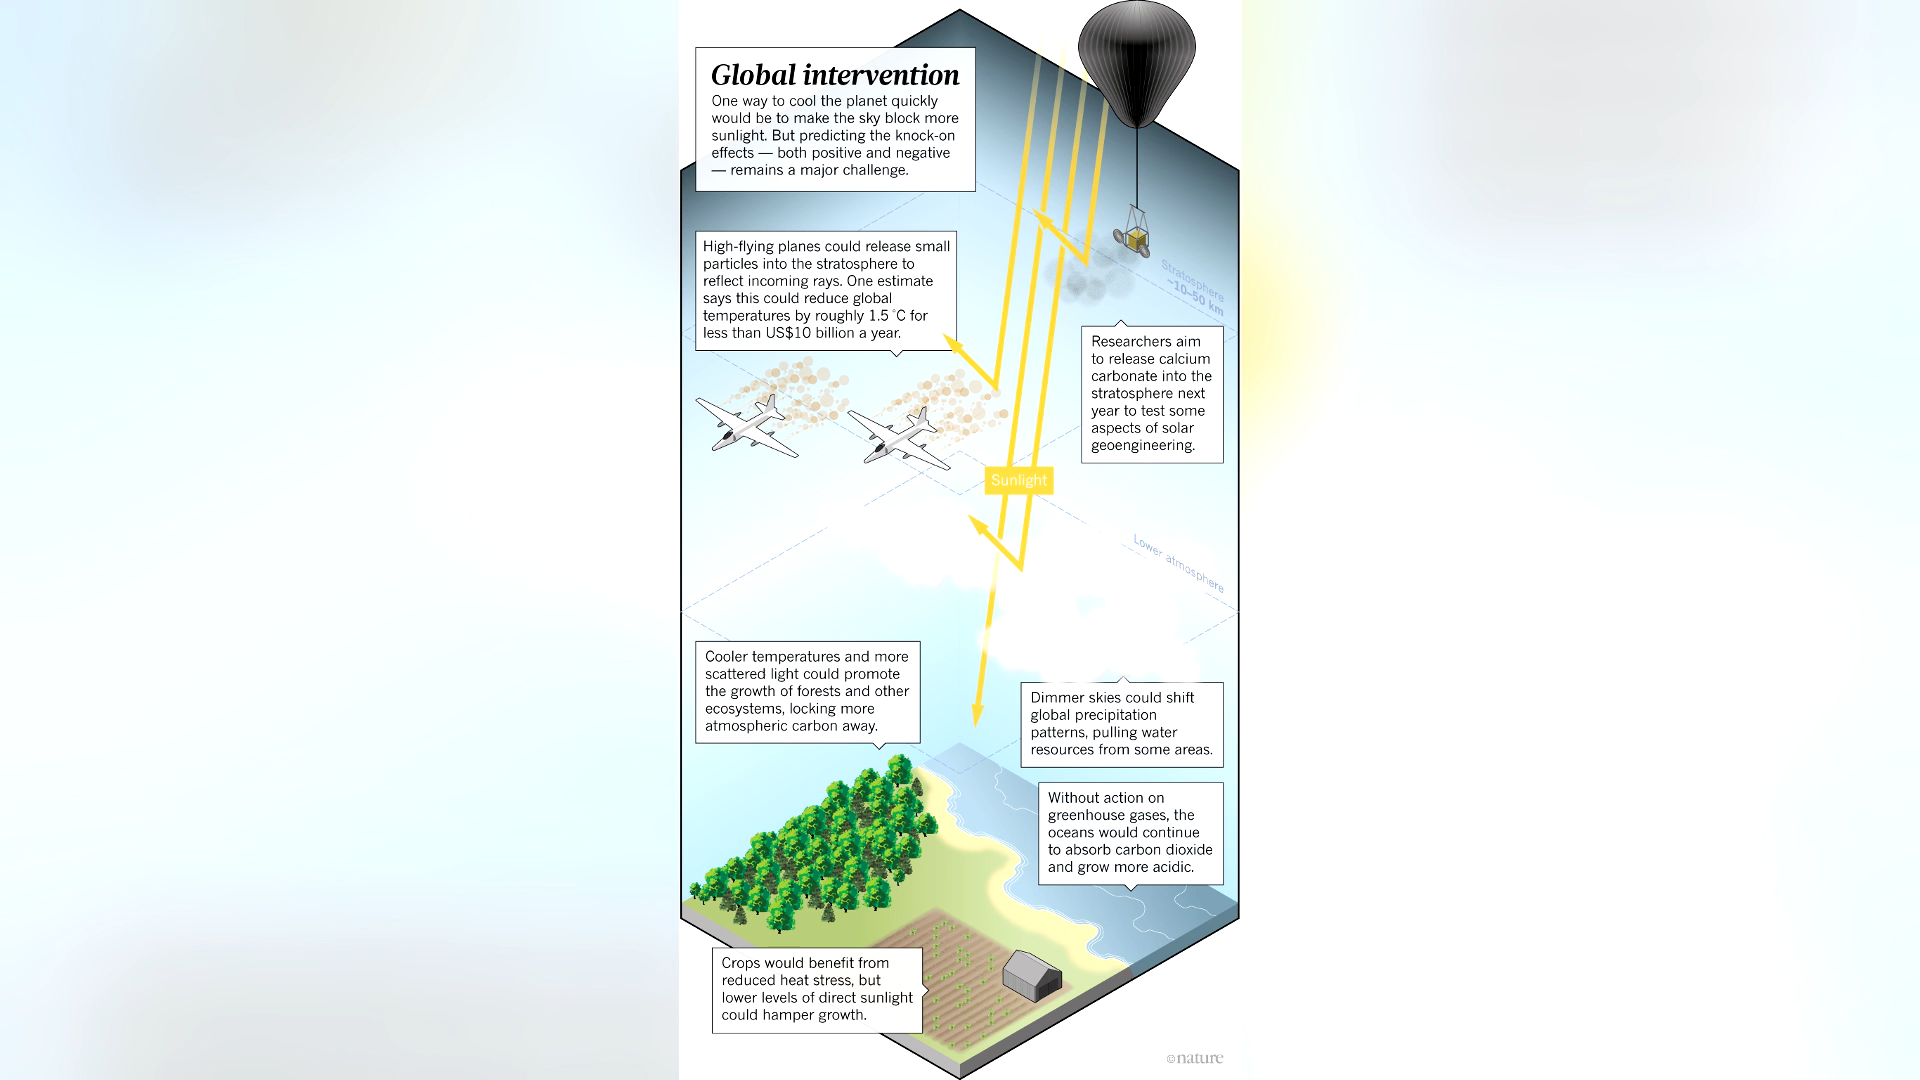 Global intervention
One way to cool the planet quickly
would be to make the sky block more
sunlight. But predicting the knock-on
effects — both positive and negative
— remains a major challenge.
High-flying planes could release small
particles into the stratosphere to
reflect incoming rays. One estimate
says this could reduce global
temperatures by roughly 1.5 °C for
less than US$10 billion a year.
Stratosphere
~10–50 km
Researchers aim
to release calcium
carbonate into the
stratosphere next
year to test some
aspects of solar
geoengineering.
Sunlight
Lower atmosphere
Cooler temperatures and more
scattered light could promote
the growth of forests and other
ecosystems, locking more
atmospheric carbon away.
Dimmer skies could shift
global precipitation
patterns, pulling water
resources from some areas.
Without action on
greenhouse gases, the
oceans would continue
to absorb carbon dioxide
and grow more acidic.
Crops would benefit from
reduced heat stress, but
lower levels of direct sunlight
could hamper growth.
©nature